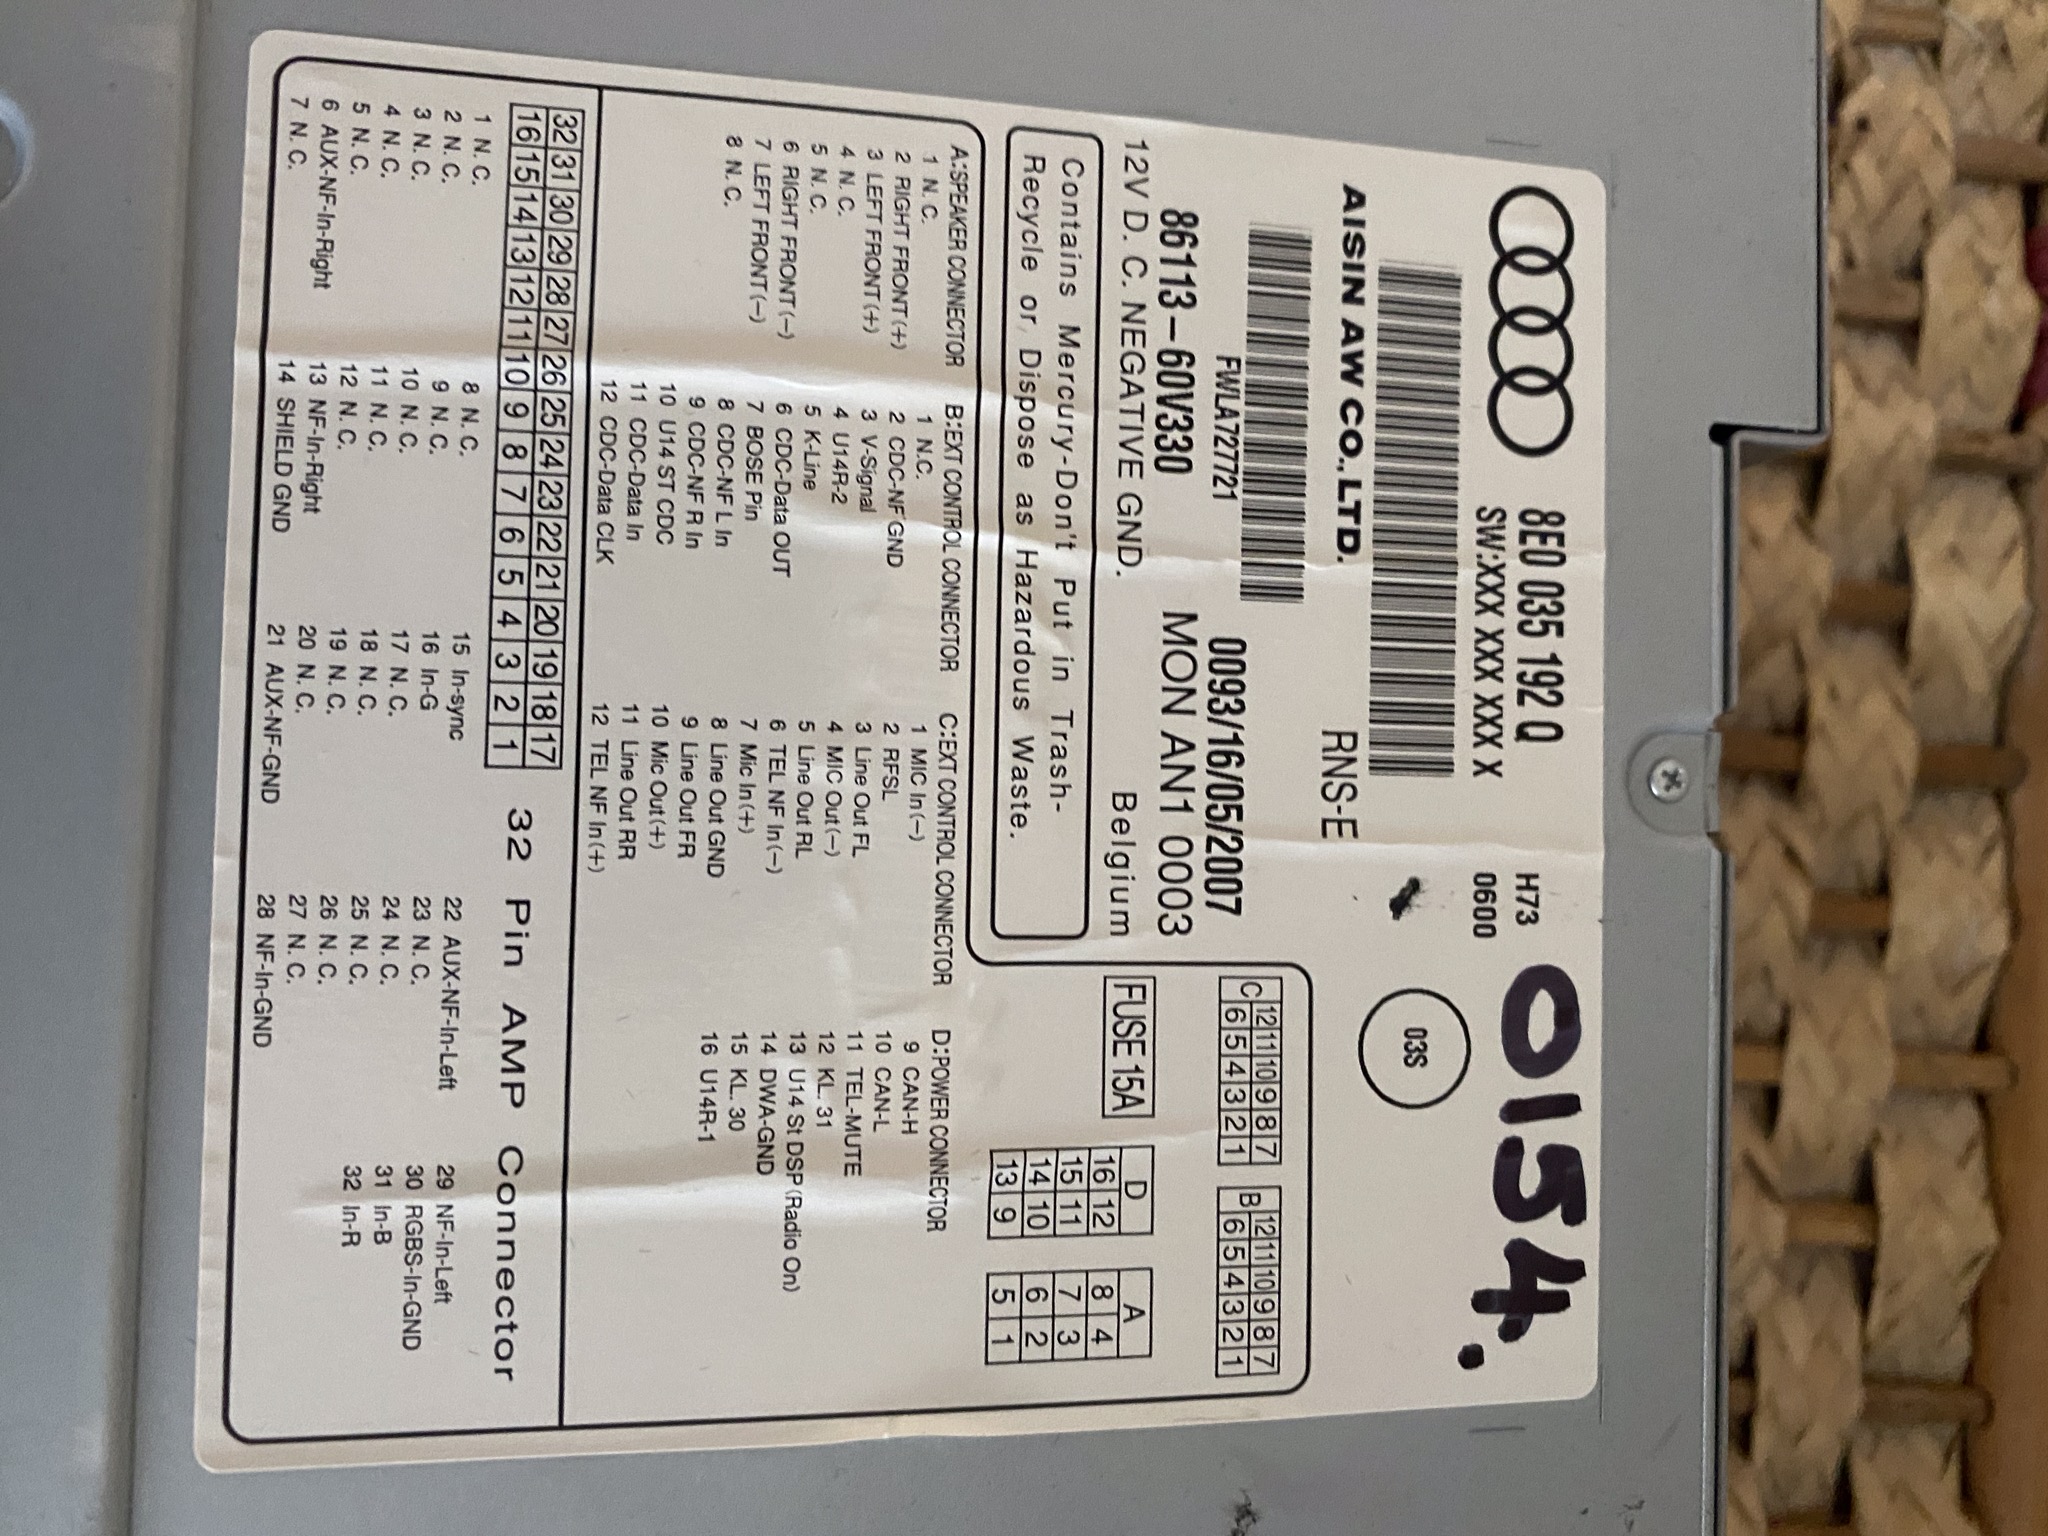 8E0 035 192 Q
H73
0154.
SW:XXX XXX XXX X
0600
AISIN AW CO.,LTD.
RNS-E
03S
FWLA727721
0093/16/05/2007
86113-60V330
MON AN1 0003
12V D. C. NEGATIVE GND.
Belgium
Contains Mercury-Don't Put in Trash-
Recycle or Dispose as Hazardous Waste.
12 11 10 9 8 7
C 6 5 4 3 2 1
12 11 10 9 8 7
B 6 5 4 3 2 1
FUSE 15A
D
16 12
15 11
14 10
13 9
A
8 4
7 3
6 2
5 1
A:SPEAKER CONNECTOR
1 N.C.
2 RIGHT FRONT(+)
3 LEFT FRONT(+)
4 N.C.
5 N.C.
6 RIGHT FRONT(-)
7 LEFT FRONT(-)
8 N.C.
B:EXT CONTROL CONNECTOR
1 N.C.
2 CDC-NF GND
3 V-Signal
4 U14R-2
5 K-Line
6 CDC-Data OUT
7 BOSE Pin
8 CDC-NF L In
9 CDC-NF R In
10 U14 ST CDC
11 CDC-Data In
12 CDC-Data CLK
C:EXT CONTROL CONNECTOR
1 MIC In(-)
2 RFSL
3 Line Out FL
4 MIC Out(-)
5 Line Out RL
6 TEL NF In(-)
7 Mic In(+)
8 Line Out GND
9 Line Out FR
10 Mic Out(+)
11 Line Out RR
12 TEL NF In(+)
D:POWER CONNECTOR
9 CAN-H
10 CAN-L
11 TEL-MUTE
12 KL. 31
13 U14 St DSP(Radio On)
14 DWA-GND
15 KL. 30
16 U14R-1
32 31 30 29 28 27 26 25 24 23 22 21 20 19 18 17
16 15 14 13 12 11 10 9 8 7 6 5 4 3 2 1
32 Pin AMP Connector
1 N.C.
2 N.C.
3 N.C.
4 N.C.
5 N.C.
6 AUX-NF-In-Right
7 N.C.
8 N.C.
9 N.C.
10 N.C.
11 N.C.
12 N.C.
13 NF-In-Right
14 SHIELD GND
15 In-sync
16 In-G
17 N.C.
18 N.C.
19 N.C.
20 N.C.
21 AUX-NF-GND
22 AUX-NF-In-Left
23 N.C.
24 N.C.
25 N.C.
26 N.C.
27 N.C.
28 NF-In-GND
29 NF-In-Left
30 RGBS-In-GND
31 In-B
32 In-R